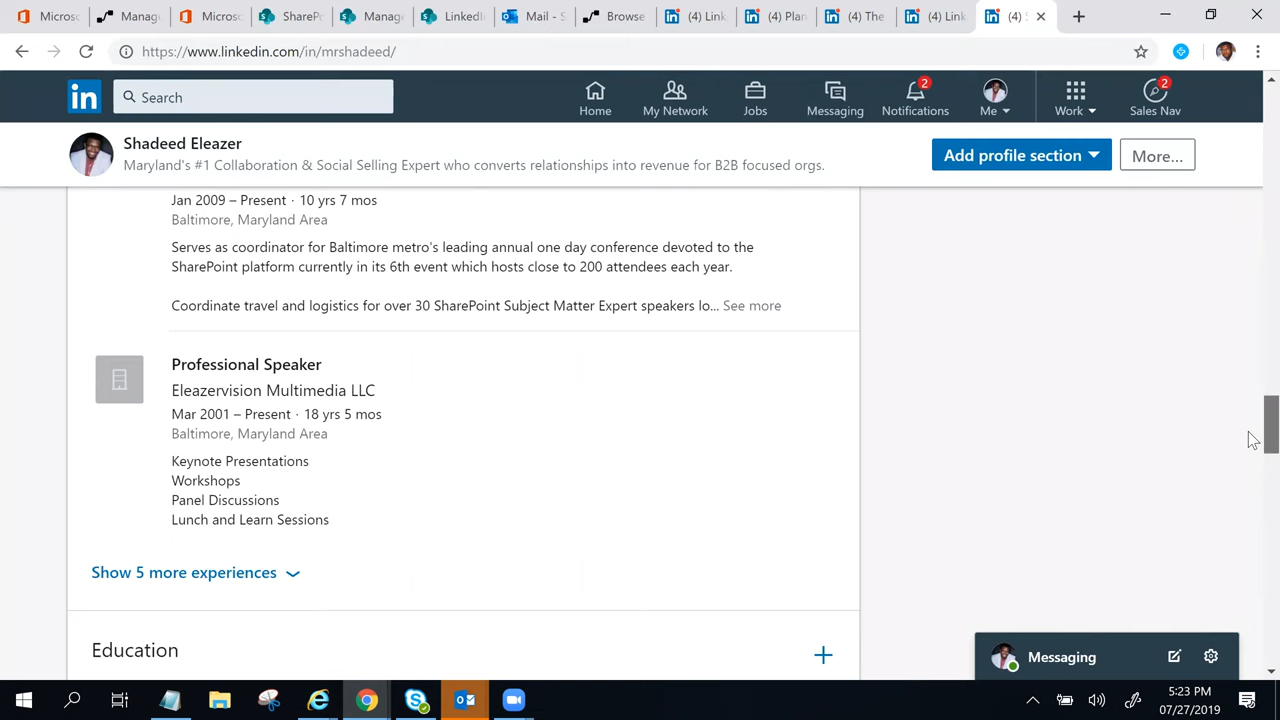 Microsc
Manag
Microsc
SharePc
Manage
LinkedIn
Mail - S
Browse
(4) Link
(4) Plan
(4) The
(4) Link
(4) S
https://www.linkedin.com/in/mrshadeed/
in
Search
Home
My Network
Jobs
Messaging
2
Notifications
Me
Work
2
Sales Nav
Shadeed Eleazer
Maryland's #1 Collaboration & Social Selling Expert who converts relationships into revenue for B2B focused orgs.
Add profile section
More...
Jan 2009 – Present · 10 yrs 7 mos
Baltimore, Maryland Area
Serves as coordinator for Baltimore metro's leading annual one day conference devoted to the
SharePoint platform currently in its 6th event which hosts close to 200 attendees each year.
Coordinate travel and logistics for over 30 SharePoint Subject Matter Expert speakers lo... See more
Professional Speaker
Eleazervision Multimedia LLC
Mar 2001 – Present · 18 yrs 5 mos
Baltimore, Maryland Area
Keynote Presentations
Workshops
Panel Discussions
Lunch and Learn Sessions
Show 5 more experiences
Education
Messaging
5:23 PM
07/27/2019